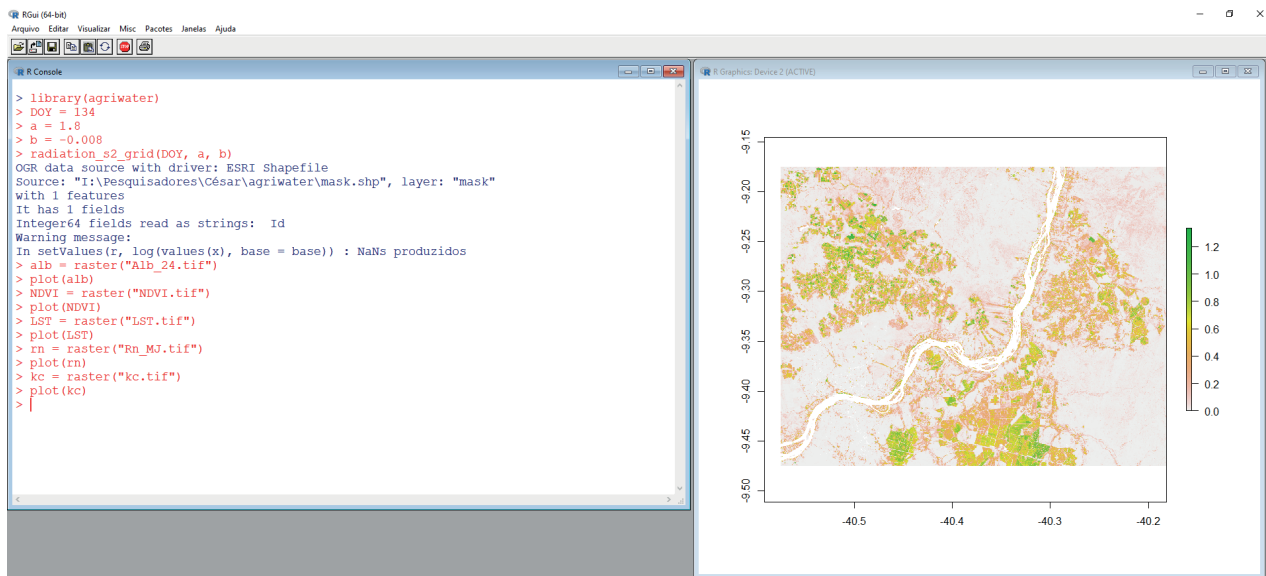 RGui (64-bit)
Arquivo Editar Visualizar Misc Pacotes Janelas Ajuda
STOP
R Console
> library(agriwater)
> DOY = 134
> a = 1.8
> b = -0.008
> radiation_s2_grid(DOY, a, b)
OGR data source with driver: ESRI Shapefile
Source: "I:\Pesquisadores\César\agriwater\mask.shp", layer: "mask"
with 1 features
It has 1 fields
Integer64 fields read as strings:  Id
Warning message:
In setValues(r, log(values(x), base = base)) : NaNs produzidos
> alb = raster("Alb_24.tif")
> plot(alb)
> NDVI = raster("NDVI.tif")
> plot(NDVI)
> LST = raster("LST.tif")
> plot(LST)
> rn = raster("Rn_MJ.tif")
> plot(rn)
> kc = raster("kc.tif")
> plot(kc)
>
R Graphics: Device 2 (ACTIVE)
-9.15
-9.20
-9.25
-9.30
-9.35
-9.40
-9.45
-9.50
-40.5 -40.4 -40.3 -40.2
1.2
1.0
0.8
0.6
0.4
0.2
0.0